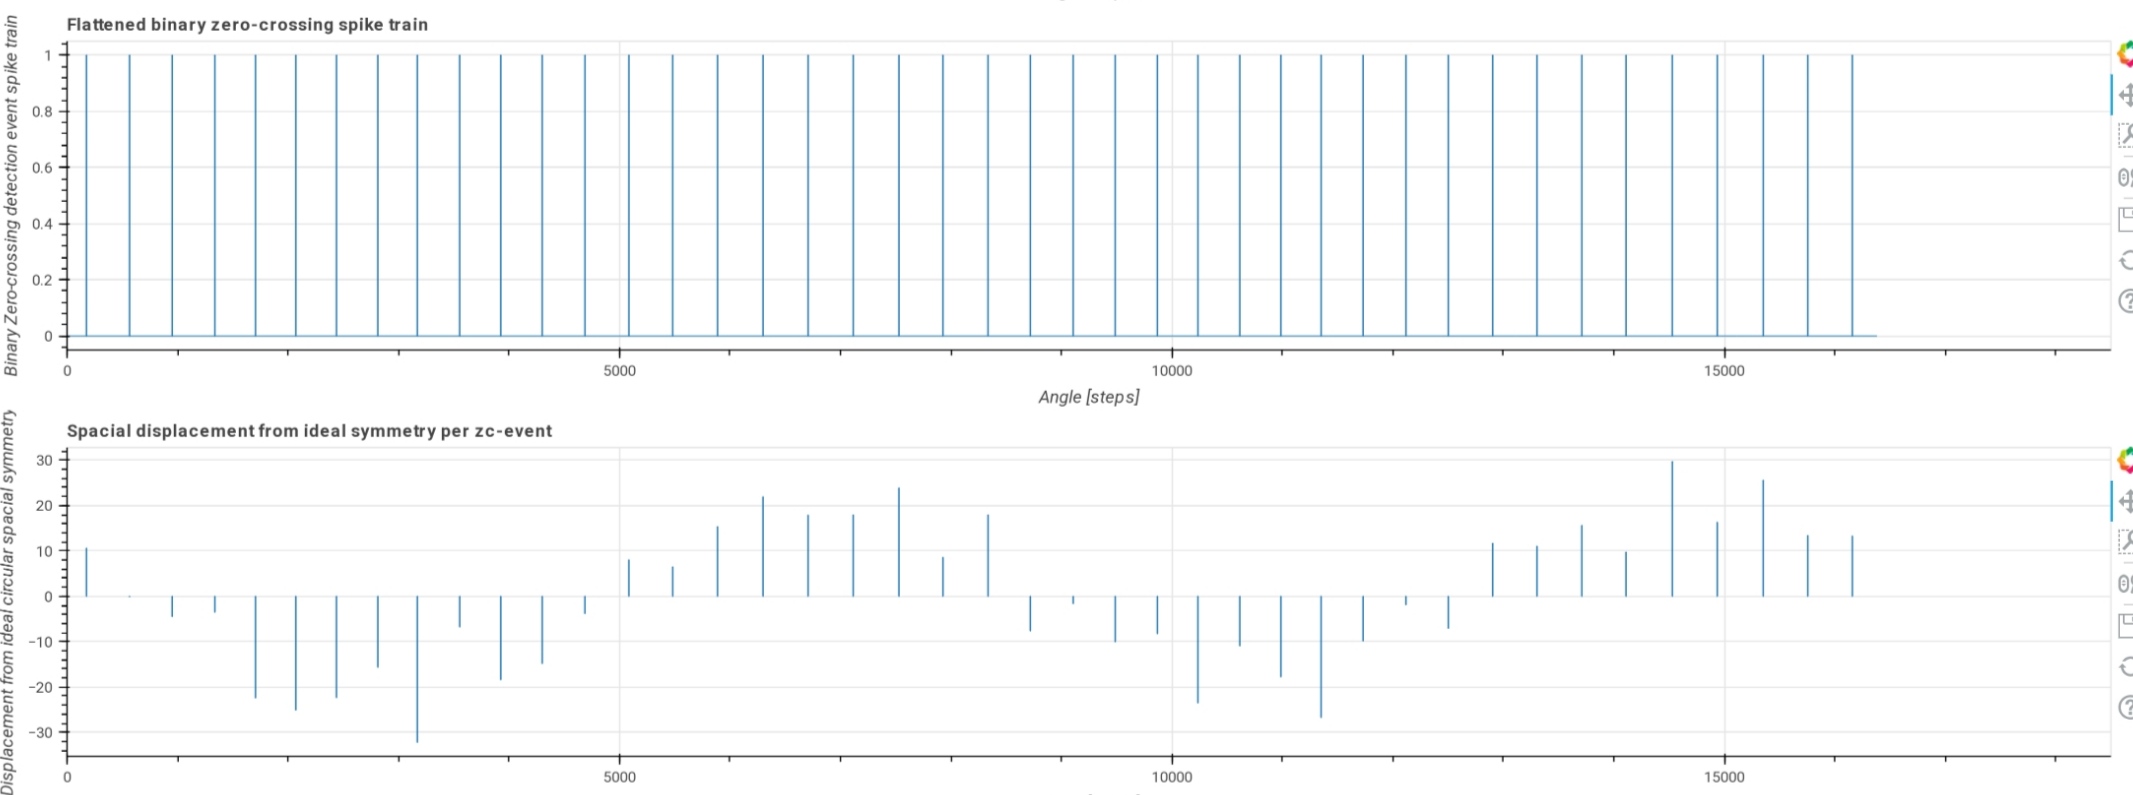 Flattened binary zero-crossing spike train
Binary Zero-crossing detection event spike train
1
0.8
0.6
0.4
0.2
0
0 5000 10000 15000
Angle [steps]
Spacial displacement from ideal symmetry per zc-event
Displacement from ideal circular spacial symmetry
30
20
10
0
−10
−20
−30
0 5000 10000 15000